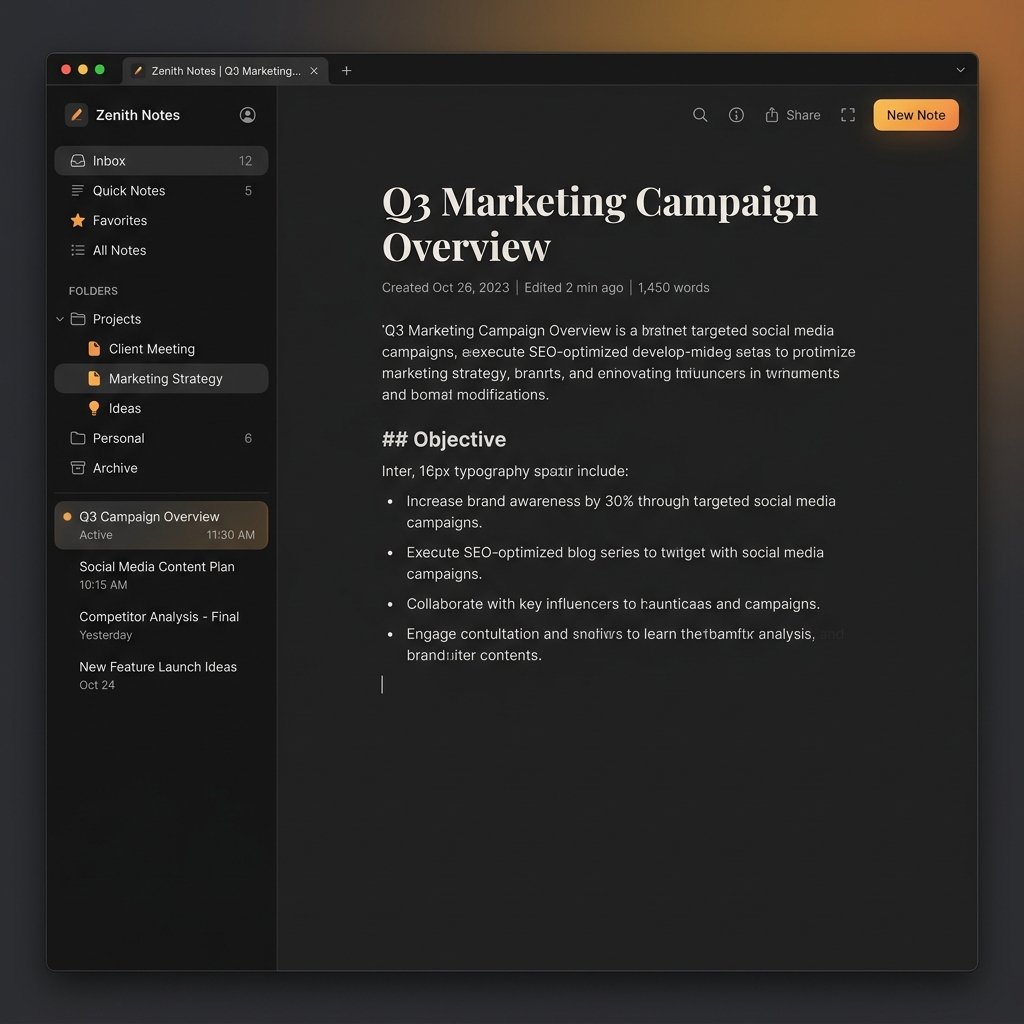 Zenith Notes | Q3 Marketing...
Zenith Notes
Inbox 12
Quick Notes 5
Favorites
All Notes
FOLDERS
Projects
Client Meeting
Marketing Strategy
Ideas
Personal 6
Archive
Q3 Campaign Overview
Active 11:30 AM
Social Media Content Plan
10:15 AM
Competitor Analysis - Final
Yesterday
New Feature Launch Ideas
Oct 24
Share
New Note
Q3 Marketing Campaign
Overview
Created Oct 26, 2023 | Edited 2 min ago | 1,450 words
Q3 Marketing Campaign Overview is a targeted social media
campaigns, SEO-optimized to
marketing strategy, and in
and
## Objective
Inter, 16px typography include:
• Increase brand awareness by 30% through targeted social media
campaigns.
• Execute SEO-optimized blog series to with social media
campaigns.
• Collaborate with key influencers to and campaigns.
• Engage contultation and to learn analysis,
contents.